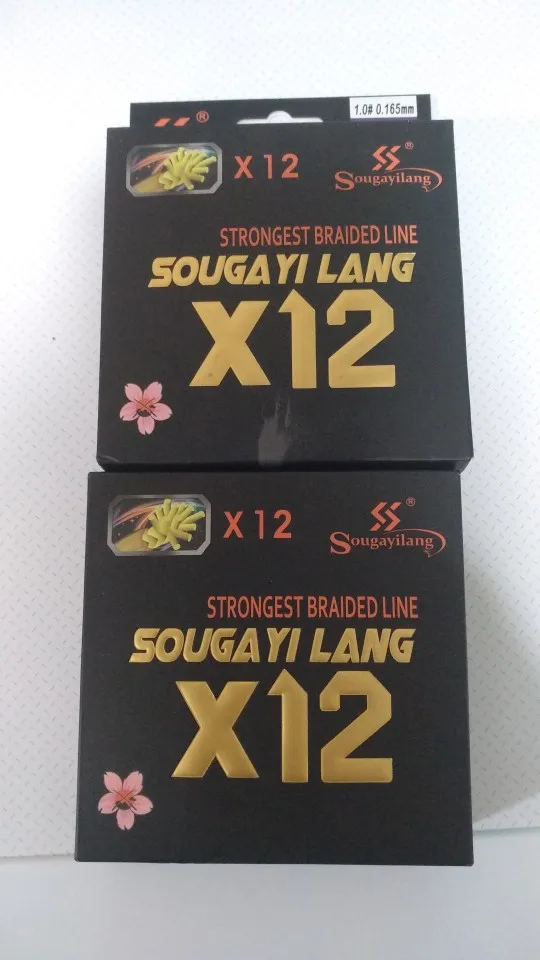 ® 1.0# 0.165mm
X12 ®
Sougayilang
STRONGEST BRAIDED LINE
SOUGAYI LANG
X12
X12 ®
Sougayilang
STRONGEST BRAIDED LINE
SOUGAYI LANG
X12